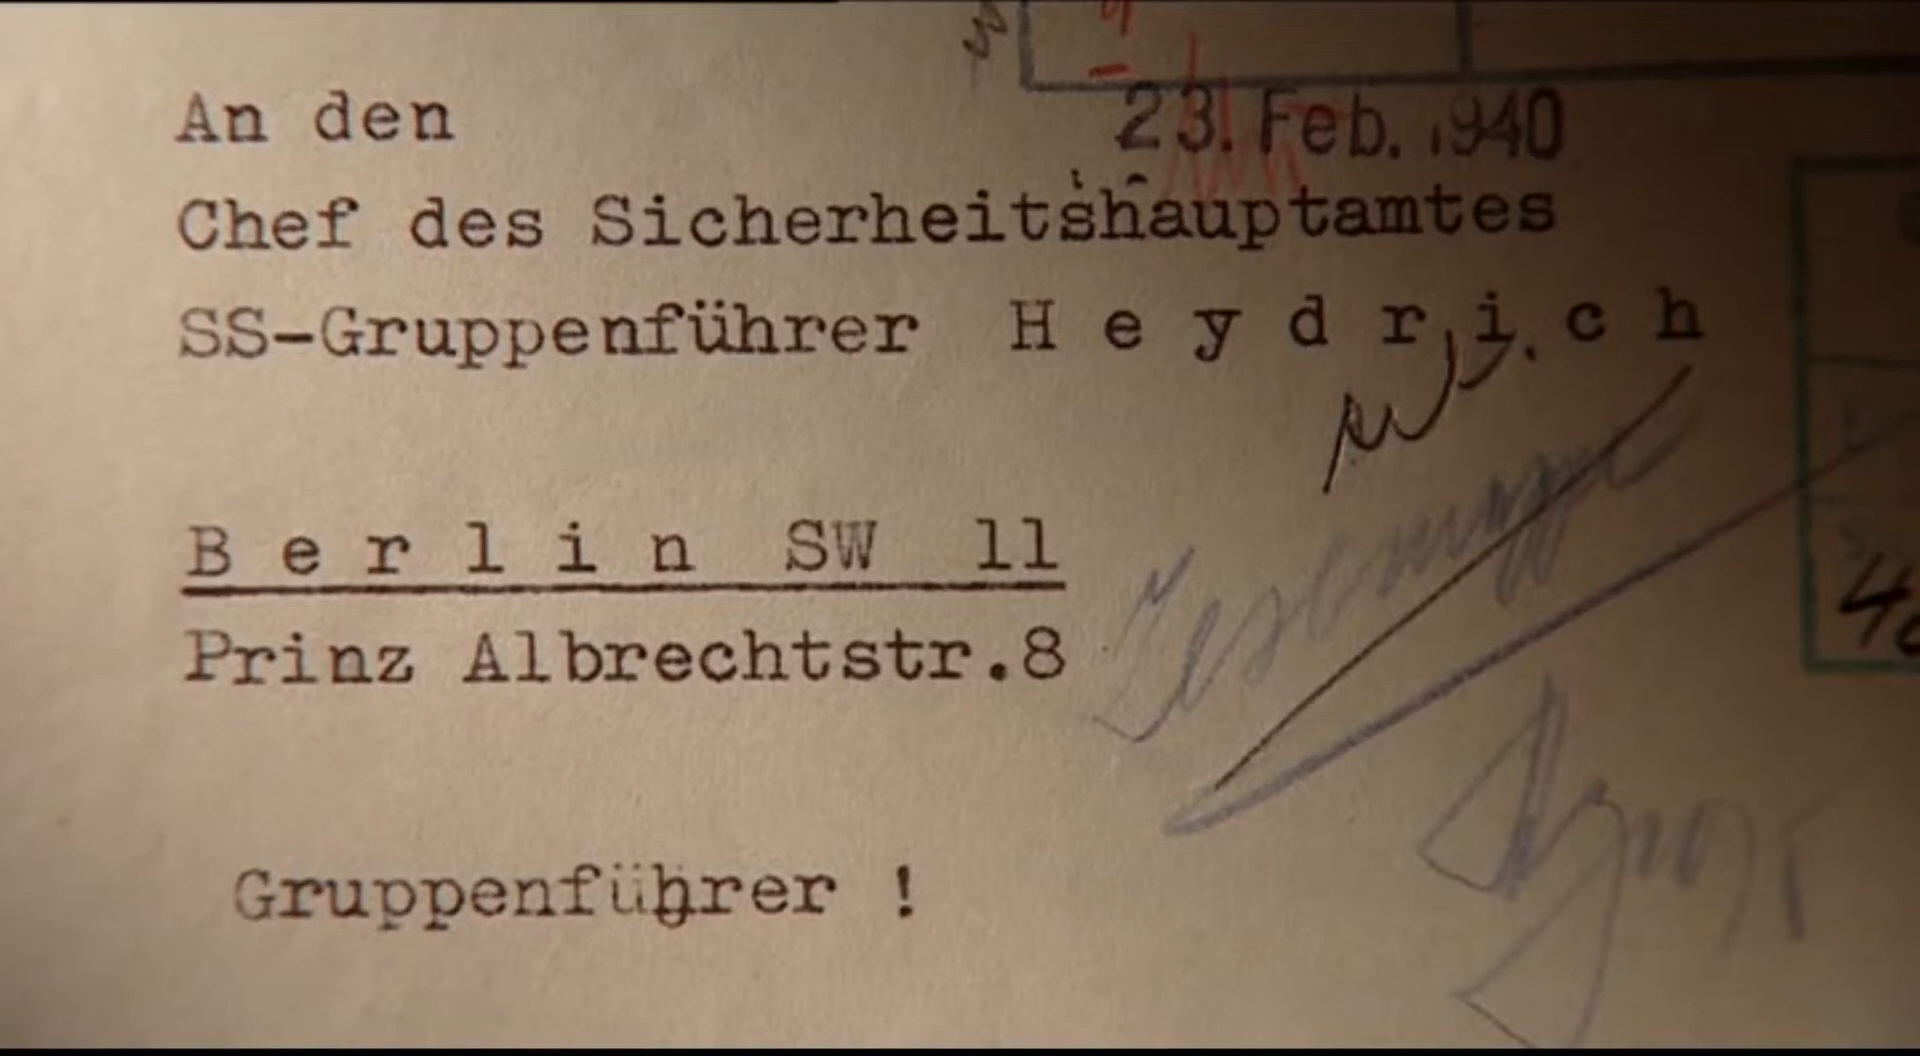 23. Feb. 1940
An den
Chef des Sicherheitshauptamtes
SS-Gruppenführer H e y d r i c h
B e r l i n SW 11
Prinz Albrechtstr.8
Gruppenführer !